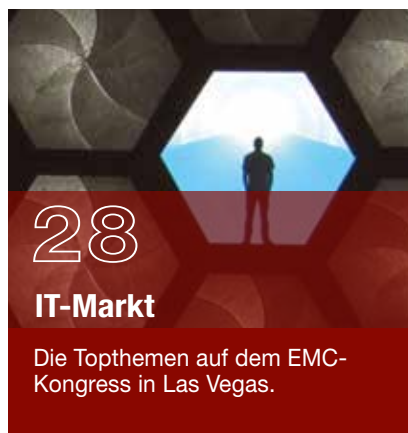 28
IT-Markt
Die Topthemen auf dem EMC-
Kongress in Las Vegas.